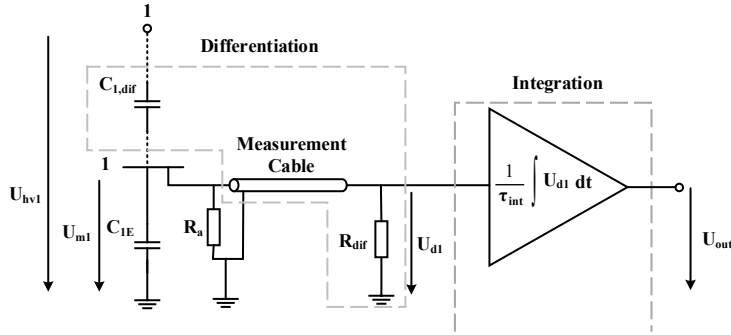 1
Differentiation
C1,dif
Integration
Measurement
Cable
1
1/τint ∫ Ud1 dt
Uhv1
Um1
C1E
Ra
Rdif
Ud1
Uout